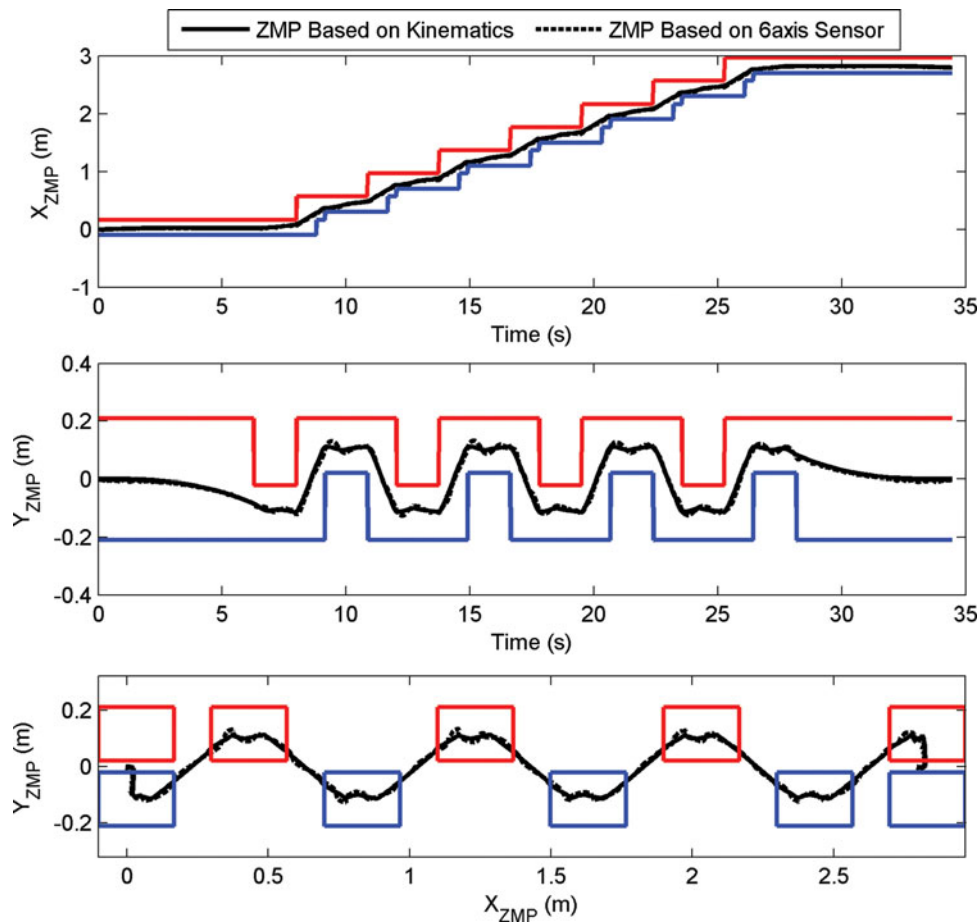 ZMP Based on Kinematics ZMP Based on 6axis Sensor
3
2
1
0
-1
X_ZMP (m)
0 5 10 15 20 25 30 35
Time (s)
0.4
0.2
0
-0.2
-0.4
Y_ZMP (m)
0 5 10 15 20 25 30 35
Time (s)
0.2
0
-0.2
Y_ZMP (m)
0 0.5 1 1.5 2 2.5
X_ZMP (m)